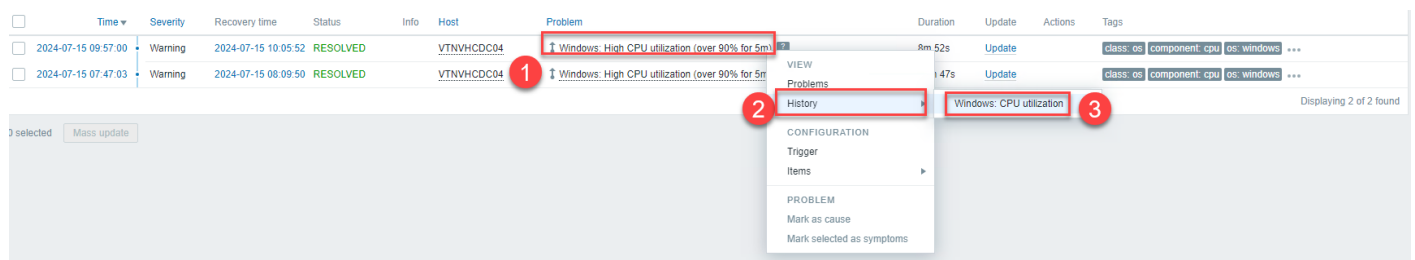 Time ▾ Severity Recovery time Status Info Host Problem Duration Update Actions Tags
2024-07-15 09:57:00 Warning 2024-07-15 10:05:52 RESOLVED VTNVHCDC04 Windows: High CPU utilization (over 90% for 5m) ? 8m 52s Update class: os component: cpu os: windows •••
2024-07-15 07:47:03 Warning 2024-07-15 08:09:50 RESOLVED VTNVHCDC04 1 Windows: High CPU utilization (over 90% for 5m 47s Update class: os component: cpu os: windows •••
Displaying 2 of 2 found
0 selected Mass update
VIEW
Problems
2 History Windows: CPU utilization 3
CONFIGURATION
Trigger
Items
PROBLEM
Mark as cause
Mark selected as symptoms